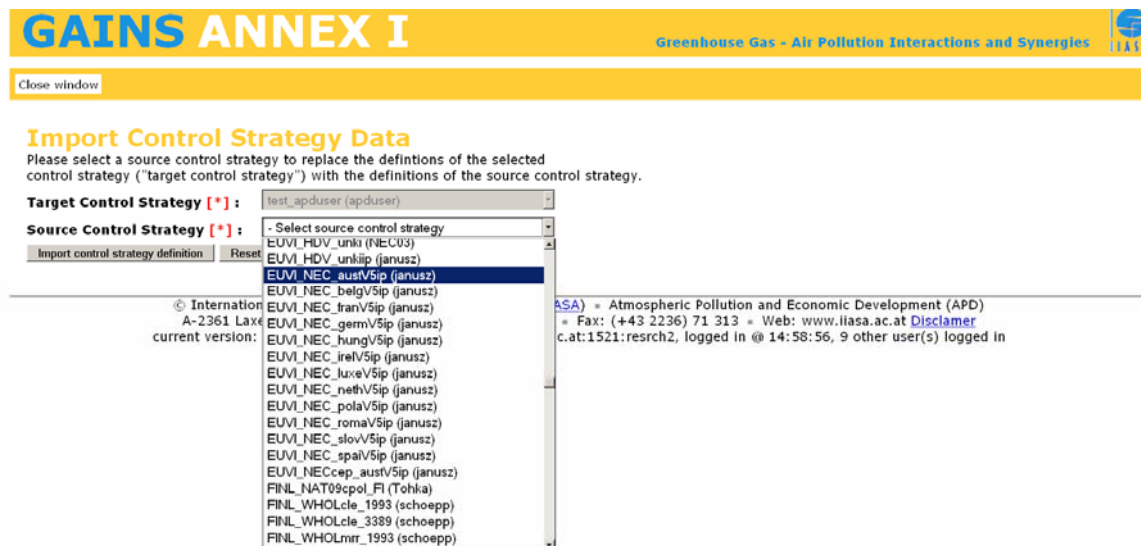 GAINS ANNEX I
Greenhouse Gas - Air Pollution Interactions and Synergies
IIAS
Close window
Import Control Strategy Data
Please select a source control strategy to replace the defintions of the selected
control strategy ("target control strategy") with the definitions of the source control strategy.
Target Control Strategy [*] : test_apduser (apduser)
Source Control Strategy [*] : - Select source control strategy
Import control strategy definition Reset
EUVI_HDV_unki (NEC03)
EUVI_HDV_unkiip (janusz)
EUVI_NEC_austV5ip (janusz)
EUVI_NEC_belgV5ip (janusz)
EUVI_NEC_franV5ip (janusz)
EUVI_NEC_germV5ip (janusz)
EUVI_NEC_hungV5ip (janusz)
EUVI_NEC_irelV5ip (janusz)
EUVI_NEC_luxeV5ip (janusz)
EUVI_NEC_nethV5ip (janusz)
EUVI_NEC_polaV5ip (janusz)
EUVI_NEC_romaV5ip (janusz)
EUVI_NEC_slovV5ip (janusz)
EUVI_NEC_spaiV5ip (janusz)
EUVI_NECcep_austV5ip (janusz)
FINL_NAT09cpol_FI (Tohka)
FINL_WHOLcle_1993 (schoepp)
FINL_WHOLcle_3389 (schoepp)
FINL_WHOLmrr_1993 (schoepp)
© Internation ASA) - Atmospheric Pollution and Economic Development (APD)
A-2361 Laxe - Fax: (+43 2236) 71 313 - Web: www.iiasa.ac.at Disclamer
current version: c.at:1521:resrch2, logged in @ 14:58:56, 9 other user(s) logged in